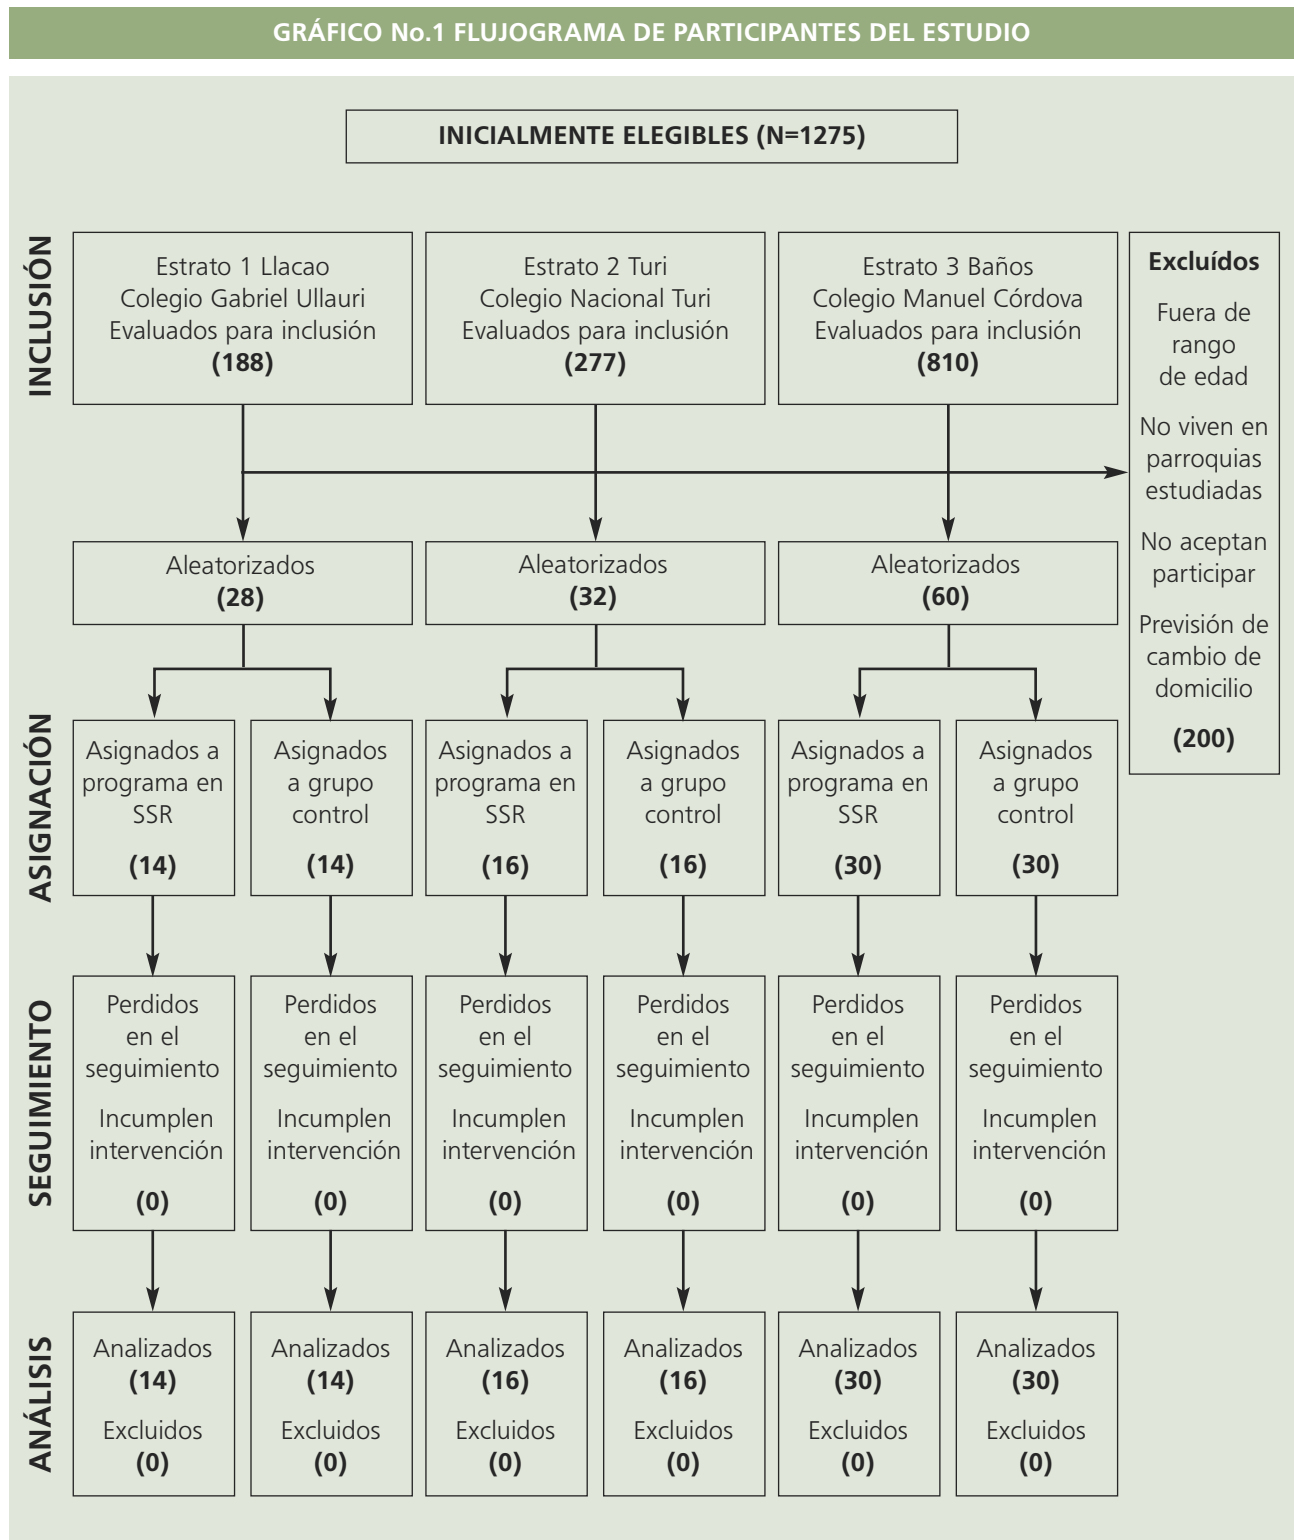 GRÁFICO No.1 FLUJOGRAMA DE PARTICIPANTES DEL ESTUDIO
INICIALMENTE ELEGIBLES (N=1275)
INCLUSIÓN
Estrato 1 Llacao
Colegio Gabriel Ullauri
Evaluados para inclusión
(188)
Estrato 2 Turi
Colegio Nacional Turi
Evaluados para inclusión
(277)
Estrato 3 Baños
Colegio Manuel Córdova
Evaluados para inclusión
(810)
Excluídos
Fuera de
rango
de edad
No viven en
parroquias
estudiadas
No aceptan
participar
Previsión de
cambio de
domicilio
(200)
Aleatorizados
(28)
Aleatorizados
(32)
Aleatorizados
(60)
ASIGNACIÓN
Asignados a
programa en
SSR
(14)
Asignados
a grupo
control
(14)
Asignados a
programa en
SSR
(16)
Asignados
a grupo
control
(16)
Asignados a
programa en
SSR
(30)
Asignados
a grupo
control
(30)
SEGUIMIENTO
Perdidos
en el
seguimiento
Incumplen
intervención
(0)
Perdidos
en el
seguimiento
Incumplen
intervención
(0)
Perdidos
en el
seguimiento
Incumplen
intervención
(0)
Perdidos
en el
seguimiento
Incumplen
intervención
(0)
Perdidos
en el
seguimiento
Incumplen
intervención
(0)
Perdidos
en el
seguimiento
Incumplen
intervención
(0)
ANÁLISIS
Analizados
(14)
Excluidos
(0)
Analizados
(14)
Excluidos
(0)
Analizados
(16)
Excluidos
(0)
Analizados
(16)
Excluidos
(0)
Analizados
(30)
Excluidos
(0)
Analizados
(30)
Excluidos
(0)